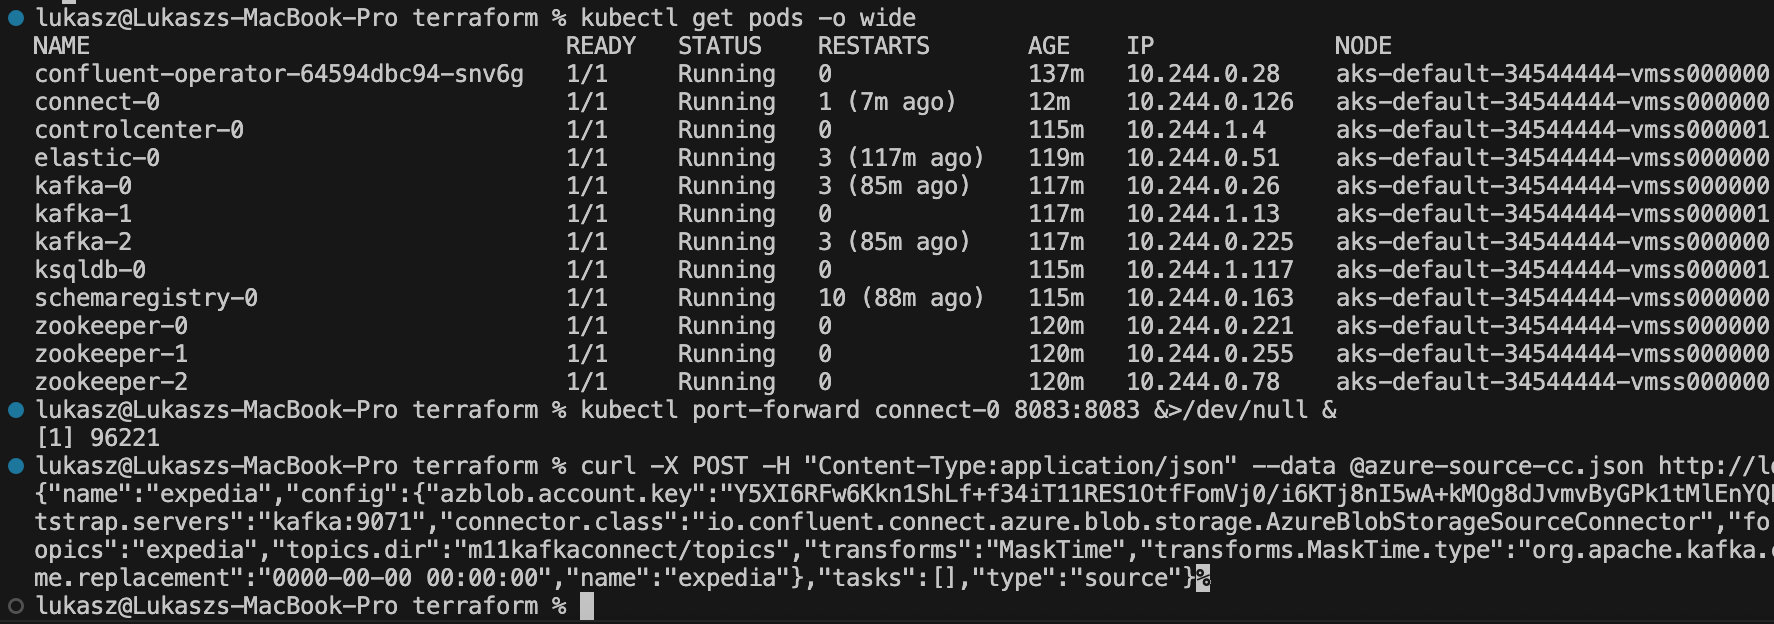 lukasz@Lukaszs-MacBook-Pro terraform % kubectl get pods -o wide
NAME READY STATUS RESTARTS AGE IP NODE
confluent-operator-64594dbc94-snv6g 1/1 Running 0 137m 10.244.0.28 aks-default-34544444-vmss000000
connect-0 1/1 Running 1 (7m ago) 12m 10.244.0.126 aks-default-34544444-vmss000000
controlcenter-0 1/1 Running 0 115m 10.244.1.4 aks-default-34544444-vmss000001
elastic-0 1/1 Running 3 (117m ago) 119m 10.244.0.51 aks-default-34544444-vmss000000
kafka-0 1/1 Running 3 (85m ago) 117m 10.244.0.26 aks-default-34544444-vmss000000
kafka-1 1/1 Running 0 117m 10.244.1.13 aks-default-34544444-vmss000001
kafka-2 1/1 Running 3 (85m ago) 117m 10.244.0.225 aks-default-34544444-vmss000000
ksqldb-0 1/1 Running 0 115m 10.244.1.117 aks-default-34544444-vmss000001
schemaregistry-0 1/1 Running 10 (88m ago) 115m 10.244.0.163 aks-default-34544444-vmss000000
zookeeper-0 1/1 Running 0 120m 10.244.0.221 aks-default-34544444-vmss000000
zookeeper-1 1/1 Running 0 120m 10.244.0.255 aks-default-34544444-vmss000000
zookeeper-2 1/1 Running 0 120m 10.244.0.78 aks-default-34544444-vmss000000
lukasz@Lukaszs-MacBook-Pro terraform % kubectl port-forward connect-0 8083:8083 &>/dev/null &
[1] 96221
lukasz@Lukaszs-MacBook-Pro terraform % curl -X POST -H "Content-Type:application/json" --data @azure-source-cc.json http://lo
{"name":"expedia","config":{"azblob.account.key":"Y5XI6RFw6Kkn1ShLf+f34iT11RES1OtfFomVj0/i6KTj8nI5wA+kMOg8dJvmvByGPk1tMlEnYQ
tstrap.servers":"kafka:9071","connector.class":"io.confluent.connect.azure.blob.storage.AzureBlobStorageSourceConnector","fo
opics":"expedia","topics.dir":"m11kafkaconnect/topics","transforms":"MaskTime","transforms.MaskTime.type":"org.apache.kafka.
me.replacement":"0000-00-00 00:00:00","name":"expedia"},"tasks":[],"type":"source"}%
lukasz@Lukaszs-MacBook-Pro terraform %